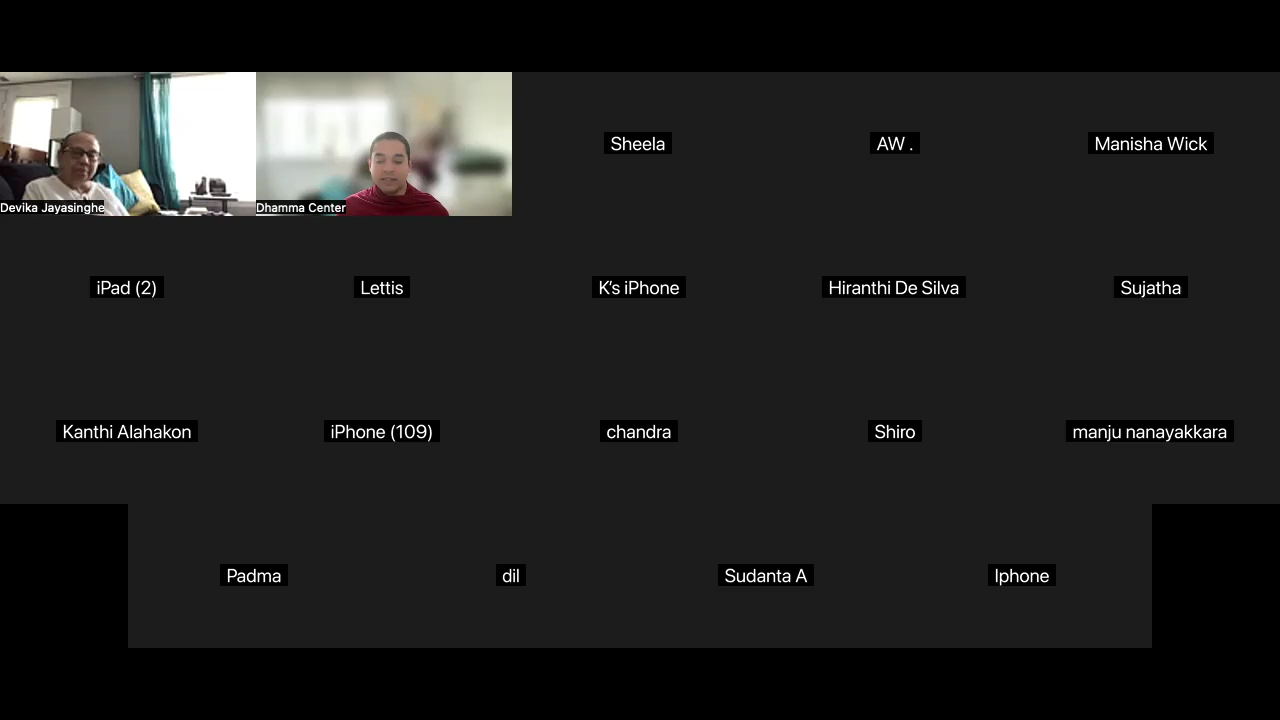 Devika Jayasinghe
Dhamma Center
Sheela
AW .
Manisha Wick
iPad (2)
Lettis
K's iPhone
Hiranthi De Silva
Sujatha
Kanthi Alahakon
iPhone (109)
chandra
Shiro
manju nanayakkara
Padma
dil
Sudanta A
Iphone